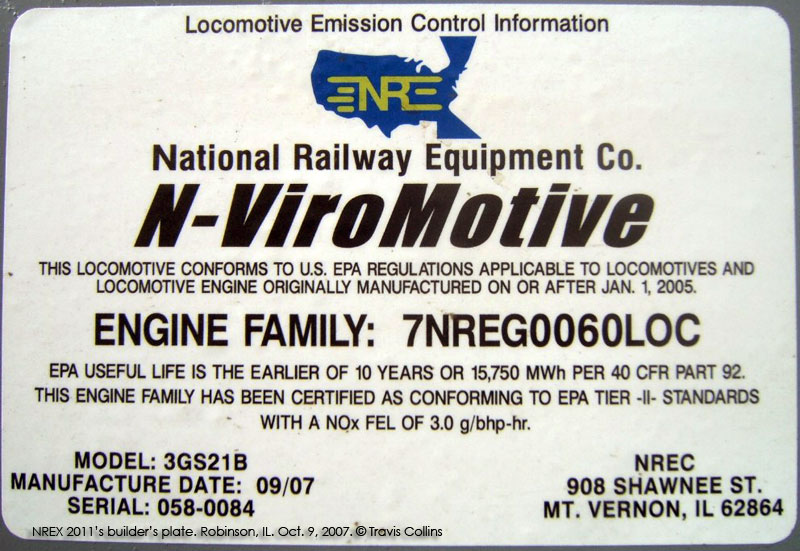 Locomotive Emission Control Information
NRE
National Railway Equipment Co.
N-ViroMotive
THIS LOCOMOTIVE CONFORMS TO U.S. EPA REGULATIONS APPLICABLE TO LOCOMOTIVES AND
LOCOMOTIVE ENGINE ORIGINALLY MANUFACTURED ON OR AFTER JAN. 1, 2005.
ENGINE FAMILY: 7NREG0060LOC
EPA USEFUL LIFE IS THE EARLIER OF 10 YEARS OR 15,750 MWh PER 40 CFR PART 92.
THIS ENGINE FAMILY HAS BEEN CERTIFIED AS CONFORMING TO EPA TIER -II- STANDARDS
WITH A NOx FEL OF 3.0 g/bhp-hr.
MODEL: 3GS21B
MANUFACTURE DATE: 09/07
SERIAL: 058-0084
NREC
908 SHAWNEE ST.
MT. VERNON, IL 62864
NREX 2011's builder's plate. Robinson, IL. Oct. 9, 2007. © Travis Collins